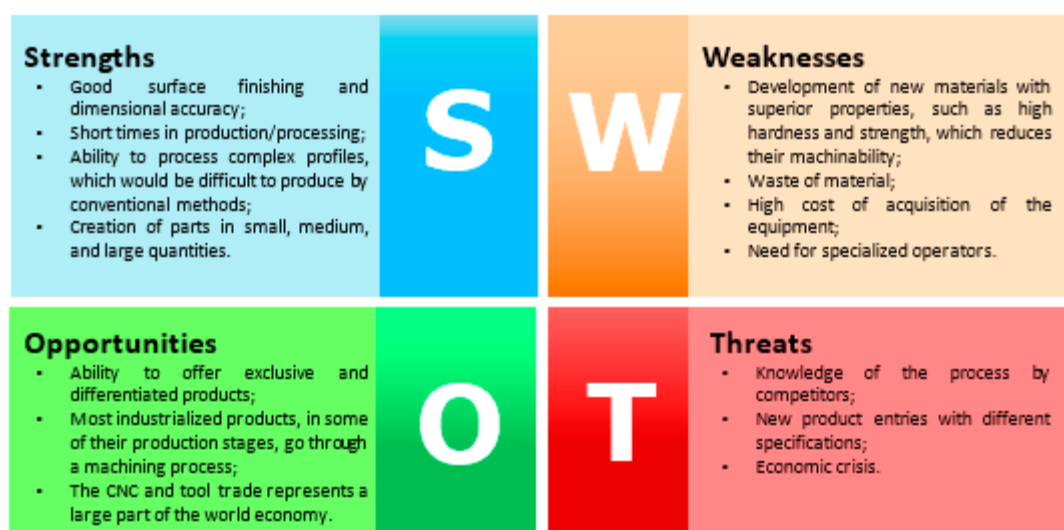 Strengths
▪ Good surface finishing and
dimensional accuracy;
▪ Short times in production/processing;
▪ Ability to process complex profiles,
which would be difficult to produce by
conventional methods;
▪ Creation of parts in small, medium,
and large quantities.
S
W
Weaknesses
▪ Development of new materials with
superior properties, such as high
hardness and strength, which reduces
their machinability;
▪ Waste of material;
▪ High cost of acquisition of the
equipment;
▪ Need for specialized operators.
Opportunities
▪ Ability to offer exclusive and
differentiated products;
▪ Most industrialized products, in some
of their production stages, go through
a machining process;
▪ The CNC and tool trade represents a
large part of the world economy.
O
T
Threats
▪ Knowledge of the process by
competitors;
▪ New product entries with different
specifications;
▪ Economic crisis.